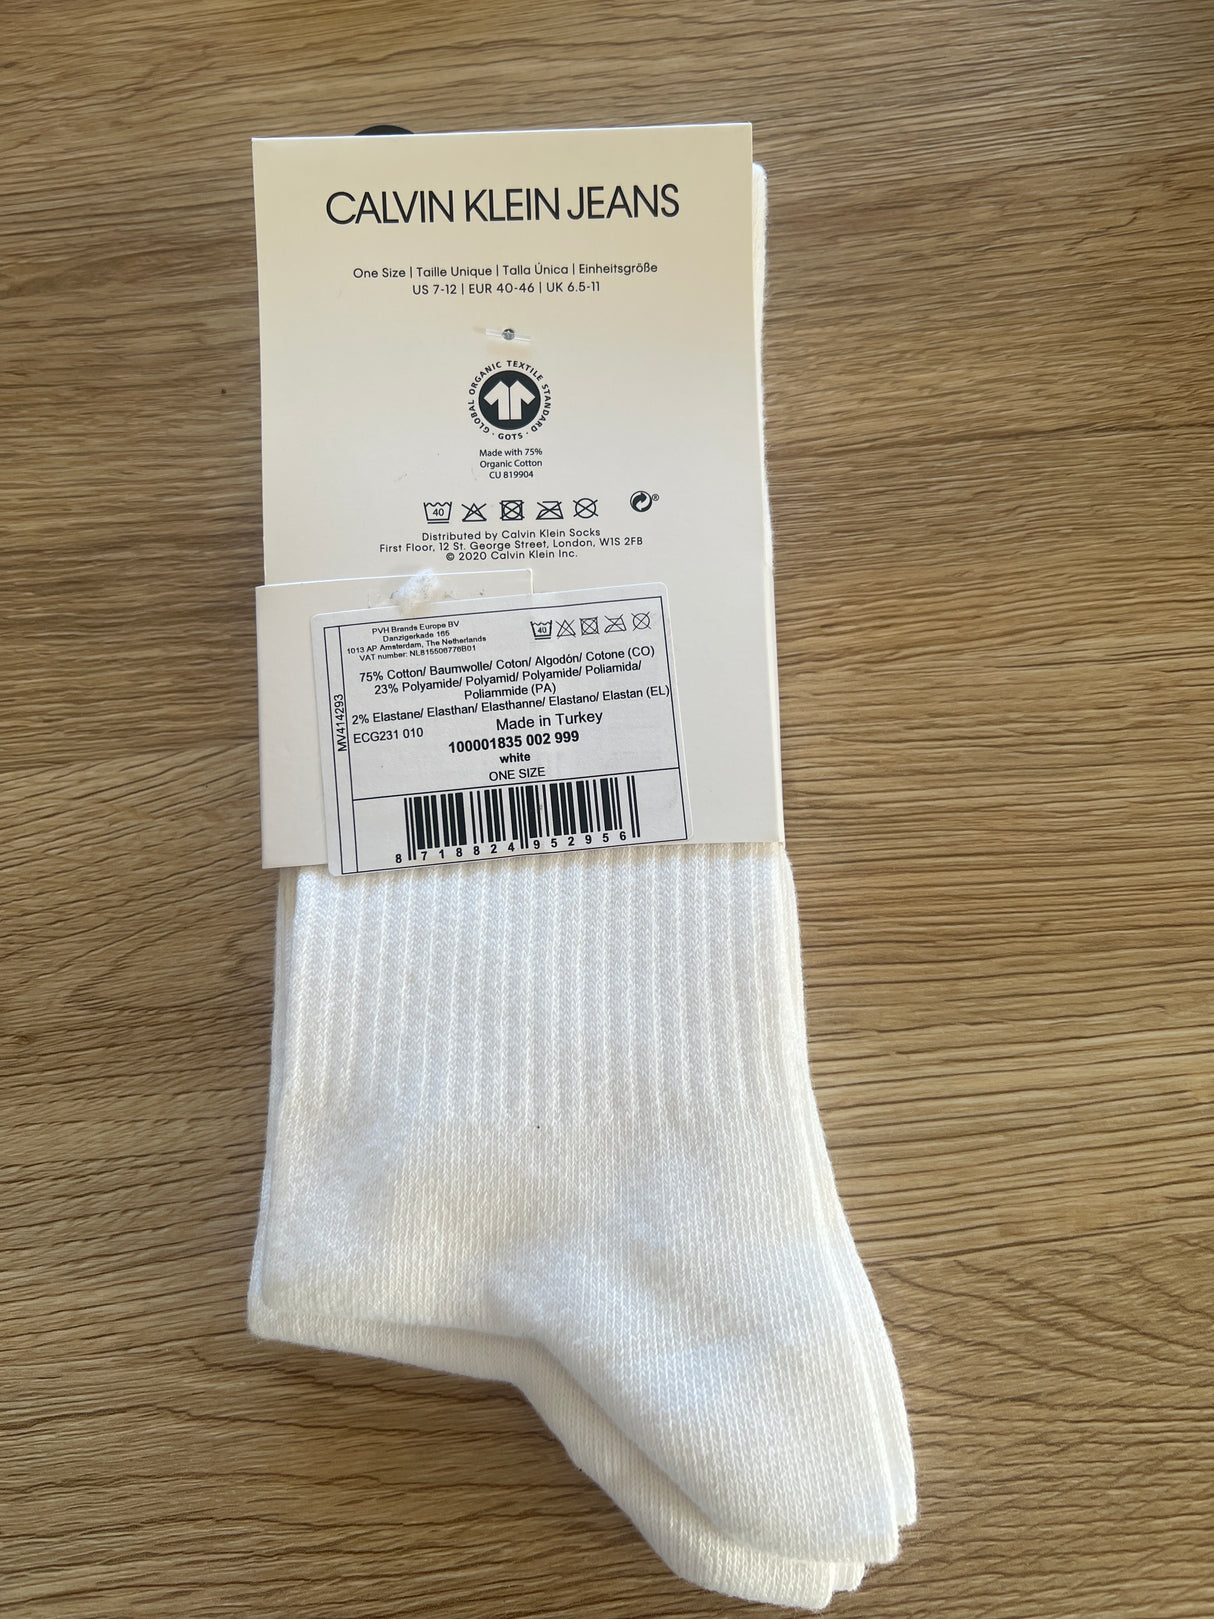 CALVIN KLEIN JEANS
One Size | Taille Unique | Talla Única | Einheitsgröße
US 7-12 | EUR 40-46 | UK 6.5-11
GLOBAL ORGANIC TEXTILE STANDARD · GOTS ·
Made with 75%
Organic Cotton
CU 819904
40
®
Distributed by Calvin Klein Socks
First Floor, 12 St. George Street, London, W1S 2FB
© 2020 Calvin Klein Inc.
PVH Brands Europe BV
Danzigerkade 165
1013 AP Amsterdam, The Netherlands
VAT number: NL815506776B01
40
75% Cotton/ Baumwolle/ Coton/ Algodón/ Cotone (CO)
23% Polyamide/ Polyamid/ Polyamide/ Poliamida/
Poliammide (PA)
2% Elastane/ Elasthan/ Elasthanne/ Elastano/ Elastan (EL)
ECG231 010
Made in Turkey
100001835 002 999
white
ONE SIZE
MV414293
8 718824 952956